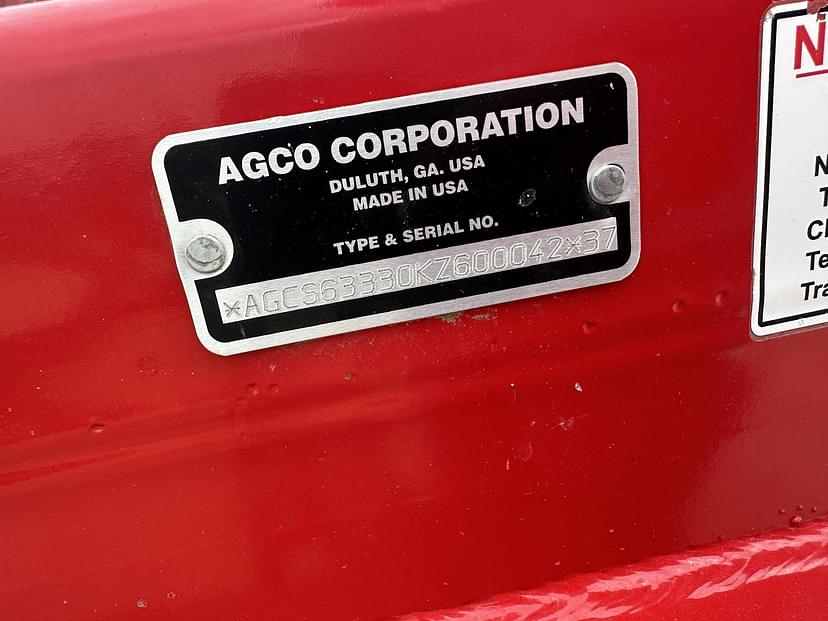 AGCO CORPORATION
DULUTH, GA. USA
MADE IN USA
TYPE & SERIAL NO.
*AGCS63330KZ600042*37